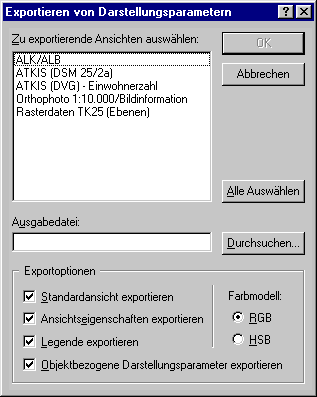 Exportieren von Darstellungsparametern
Zu exportierende Ansichten auswählen:
OK
ALK/ALB
Abbrechen
ATKIS (DSM 25/2a)
ATKIS (DVG) - Einwohnerzahl
Orthophoto 1:10.000/Bildinformation
Rasterdaten TK25 (Ebenen)
Alle Auswählen
Ausgabedatei:
Durchsuchen...
Exportoptionen
Standardansicht exportieren
Farbmodell:
Ansichtseigenschaften exportieren
RGB
Legende exportieren
HSB
Objektbezogene Darstellungsparameter exportieren